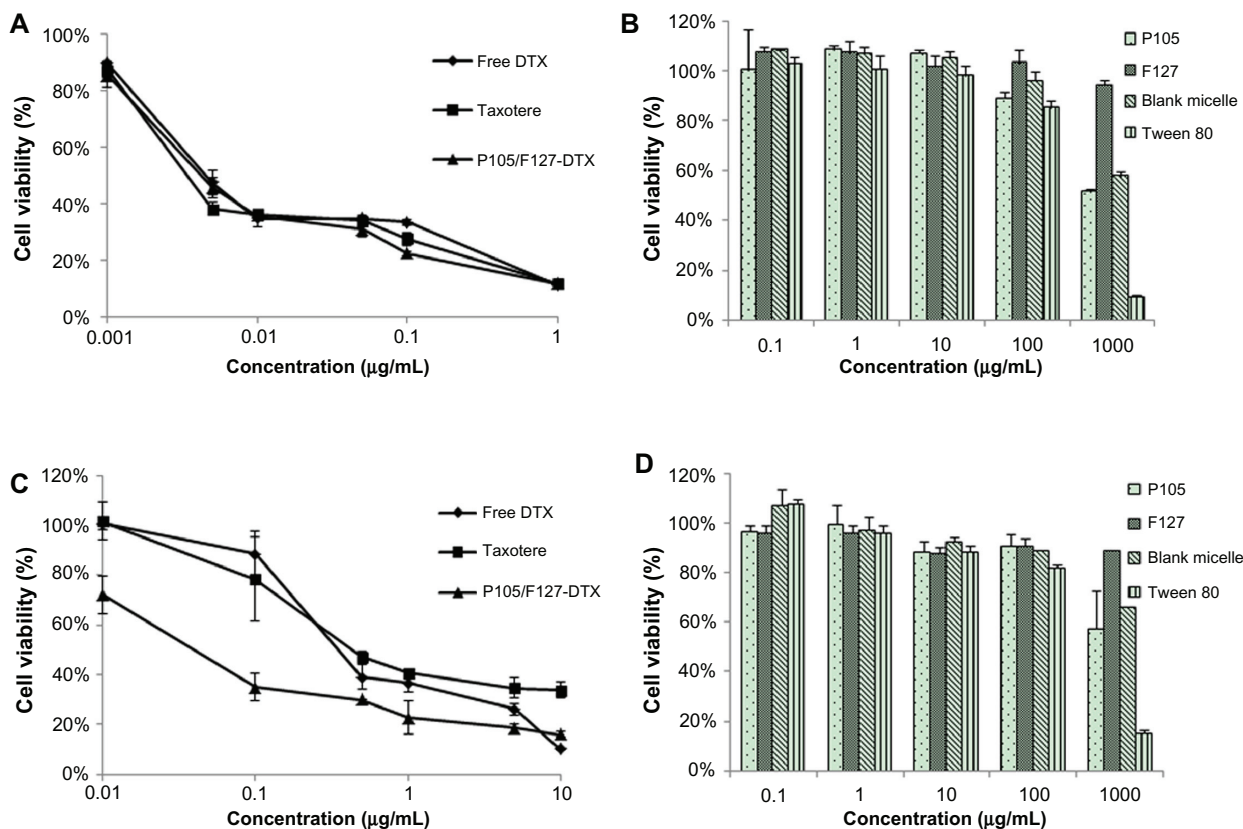 A
100%
80%
60%
40%
20%
0%
Cell viability (%)
0.001
0.01
0.1
1
Concentration (μg/mL)
Free DTX
Taxotere
P105/F127-DTX
B
120%
100%
80%
60%
40%
20%
0%
Cell viability (%)
0.1
1
10
100
1000
Concentration (μg/mL)
P105
F127
Blank micelle
Tween 80
C
120%
100%
80%
60%
40%
20%
0%
Cell viability (%)
0.01
0.1
1
10
Concentration (μg/mL)
Free DTX
Taxotere
P105/F127-DTX
D
120%
100%
80%
60%
40%
20%
0%
Cell viability (%)
0.1
1
10
100
1000
Concentration (μg/mL)
P105
F127
Blank micelle
Tween 80